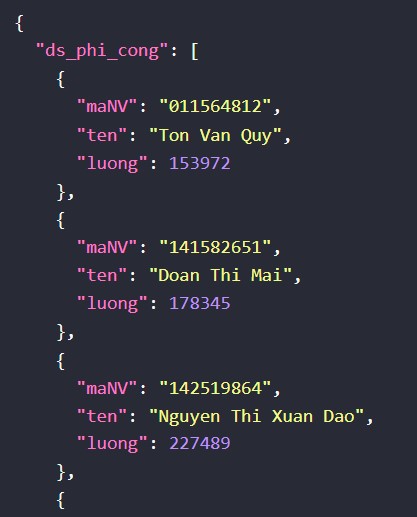 {
"ds_phi_cong": [
{
"maNV": "011564812",
"ten": "Ton Van Quy",
"luong": 153972
},
{
"maNV": "141582651",
"ten": "Doan Thi Mai",
"luong": 178345
},
{
"maNV": "142519864",
"ten": "Nguyen Thi Xuan Dao",
"luong": 227489
},
{